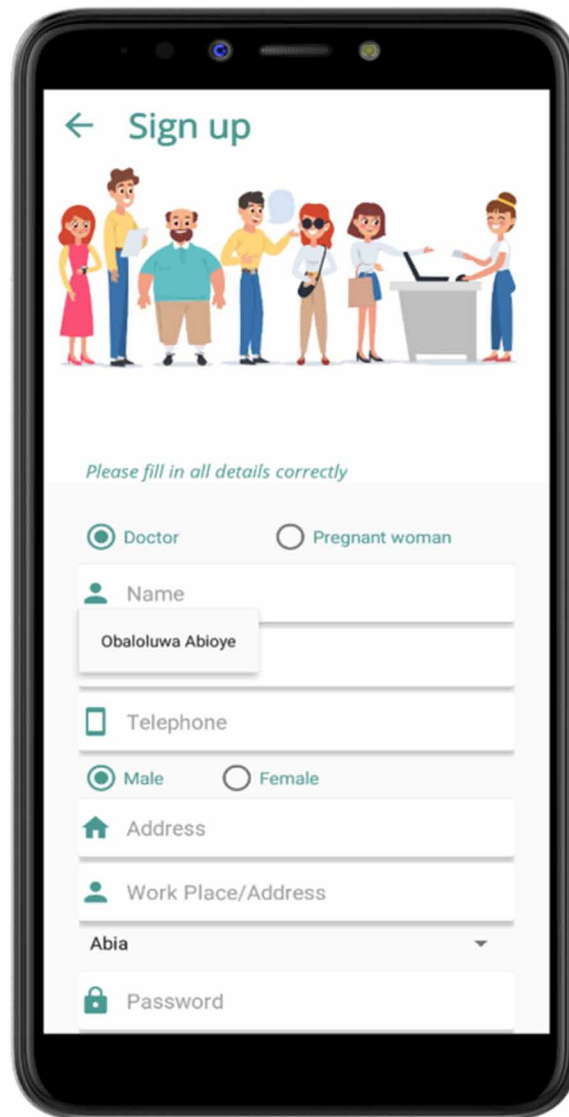 Sign up
Please fill in all details correctly
Doctor Pregnant woman
Name
Obaloluwa Abioye
Telephone
Male Female
Address
Work Place/Address
Abia
Password